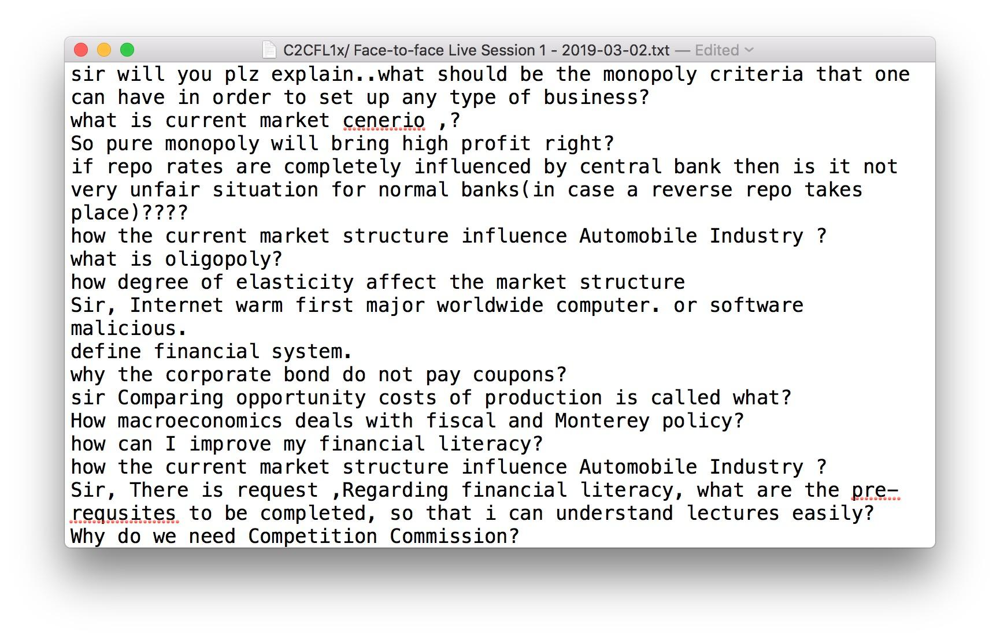 C2CFL1x/ Face-to-face Live Session 1 - 2019-03-02.txt — Edited
sir will you plz explain..what should be the monopoly criteria that one
can have in order to set up any type of business?
what is current market cenerio ,?
So pure monopoly will bring high profit right?
if repo rates are completely influenced by central bank then is it not
very unfair situation for normal banks(in case a reverse repo takes
place)????
how the current market structure influence Automobile Industry ?
what is oligopoly?
how degree of elasticity affect the market structure
Sir, Internet warm first major worldwide computer. or software
malicious.
define financial system.
why the corporate bond do not pay coupons?
sir Comparing opportunity costs of production is called what?
How macroeconomics deals with fiscal and Monterey policy?
how can I improve my financial literacy?
how the current market structure influence Automobile Industry ?
Sir, There is request ,Regarding financial literacy, what are the pre-
requsites to be completed, so that i can understand lectures easily?
Why do we need Competition Commission?